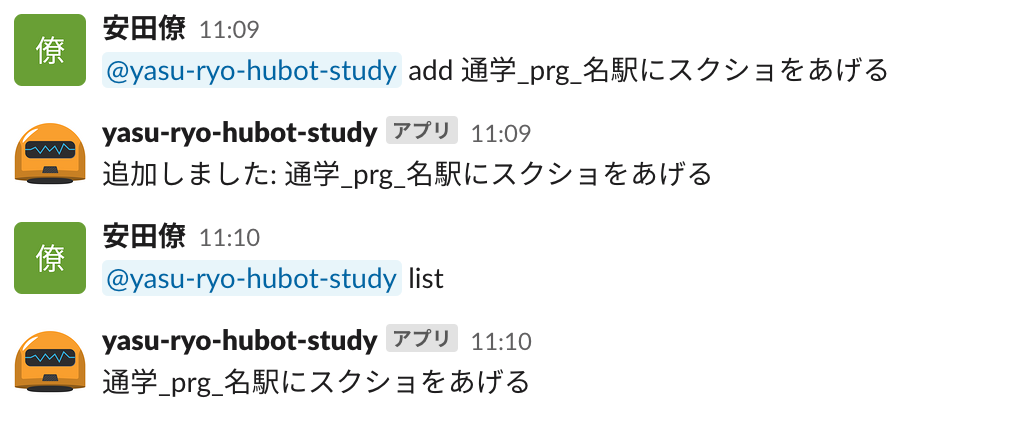 僚
安田僚 11:09
@yasu-ryo-hubot-study add 通学_prg_名駅にスクショをあげる
yasu-ryo-hubot-study アプリ 11:09
追加しました: 通学_prg_名駅にスクショをあげる
僚
安田僚 11:10
@yasu-ryo-hubot-study list
yasu-ryo-hubot-study アプリ 11:10
通学_prg_名駅にスクショをあげる